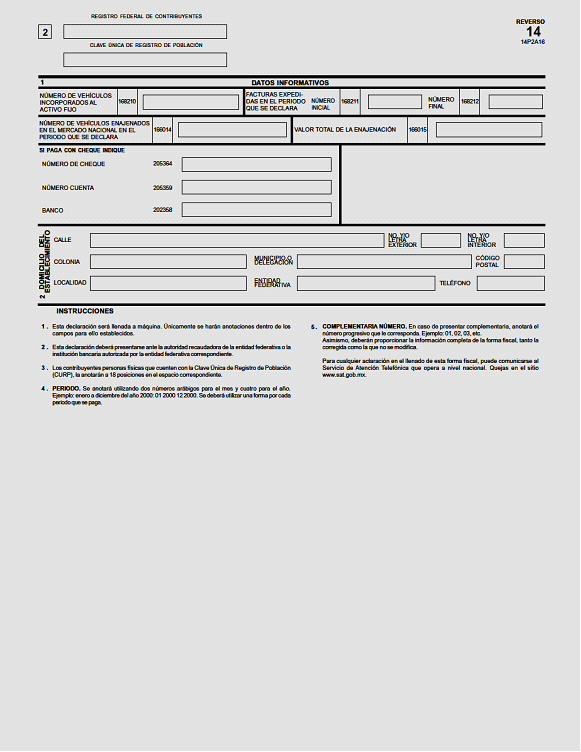 REGISTRO FEDERAL DE CONTRIBUYENTES
2
CLAVE ÚNICA DE REGISTRO DE POBLACIÓN
REVERSO
14
14P2A16
1 DATOS INFORMATIVOS
NÚMERO DE VEHÍCULOS
INCORPORADOS AL
ACTIVO FIJO
168210
FACTURAS EXPEDI-
DAS EN EL PERIODO
QUE SE DECLARA
NÚMERO
INICIAL
168211
NÚMERO
FINAL
168212
NÚMERO DE VEHÍCULOS ENAJENADOS
EN EL MERCADO NACIONAL EN EL
PERIODO QUE SE DECLARA
166014
VALOR TOTAL DE LA ENAJENACIÓN
166015
SI PAGA CON CHEQUE INDIQUE
NÚMERO DE CHEQUE 205364
NÚMERO CUENTA 205359
BANCO 202358
2 DOMICILIO DEL
ESTABLECIMIENTO
CALLE
NO. Y/O
LETRA
EXTERIOR
NO. Y/O
LETRA
INTERIOR
COLONIA
MUNICIPIO O
DELEGACIÓN
CÓDIGO
POSTAL
LOCALIDAD
ENTIDAD
FEDERATIVA
TELÉFONO
INSTRUCCIONES
1 . Esta declaración será llenada a máquina. Únicamente se harán anotaciones dentro de los
campos para ello establecidos.
2 . Esta declaración deberá presentarse ante la autoridad recaudadora de la entidad federativa o la
institución bancaria autorizada por la entidad federativa correspondiente.
3 . Los contribuyentes personas físicas que cuenten con la Clave Única de Registro de Población
(CURP), la anotarán a 18 posiciones en el espacio correspondiente.
4 . PERIODO. Se anotará utilizando dos números arábigos para el mes y cuatro para el año.
Ejemplo: enero a diciembre del año 2000: 01 2000 12 2000. Se deberá utilizar una forma por cada
periodo que se paga.
5 . COMPLEMENTARIA NÚMERO. En caso de presentar complementaria, anotará el
número progresivo que le corresponda. Ejemplo: 01, 02, 03, etc.
Asimismo, deberán proporcionar la información completa de la forma fiscal, tanto la
corregida como la que no se modifica.
Para cualquier aclaración en el llenado de esta forma fiscal, puede comunicarse al
Servicio de Atención Telefónica que opera a nivel nacional. Quejas en el sitio
www.sat.gob.mx.